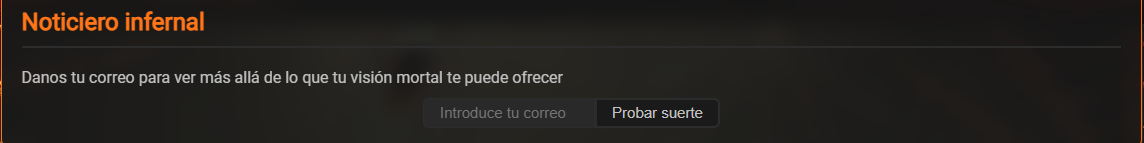 Noticiero infernal
Danos tu correo para ver más allá de lo que tu visión mortal te puede ofrecer
Introduce tu correo Probar suerte